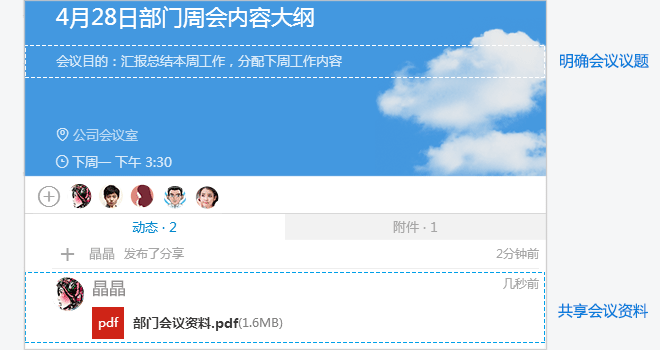 4月28日部门周会内容大纲
会议目的：汇报总结本周工作，分配下周工作内容
明确会议议题
公司会议室
下周一 下午 3:30
动态 · 2
附件 · 1
晶晶 发布了分享
2分钟前
晶晶
几秒前
共享会议资料
pdf 部门会议资料.pdf(1.6MB)